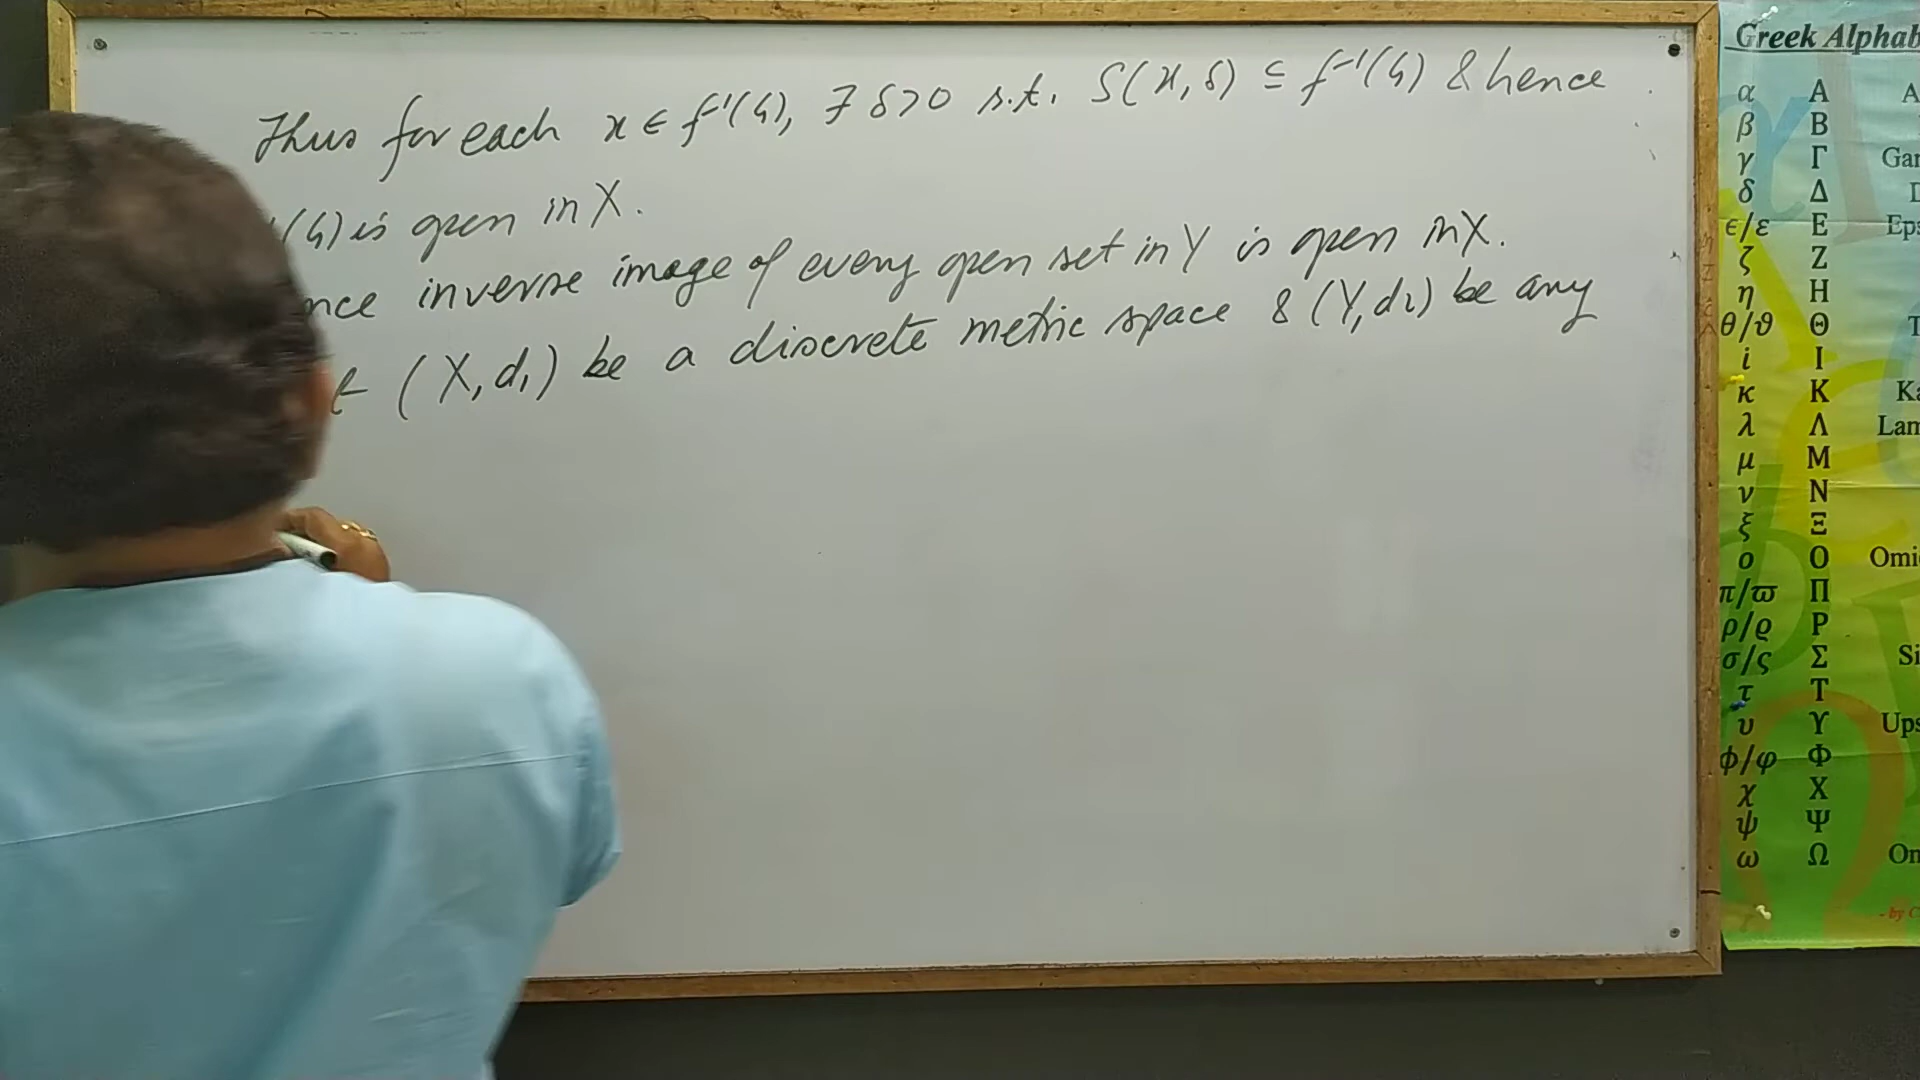 Thus for each x ∈ f⁻¹(G), ∃ δ>0 s.t. S(x, δ) ⊆ f⁻¹(G) & hence
(G) is open in X.
nce inverse image of every open set in Y is open in X.
(X, d₁) be a discrete metric space & (Y, d₂) be any
Greek Alphab
α A A
β B
γ Γ Gar
δ Δ
ϵ/ε E Eps
ζ Z
η H
θ/ϑ Θ T
i I
κ K Ka
λ Λ Lam
μ M
ν N
ξ Ξ
ο O Omi
π/ϖ Π
ρ/ϱ P
σ/ς Σ Si
τ T
υ ϒ Ups
ϕ/φ Φ
χ X
ψ Ψ
ω Ω On
- by C